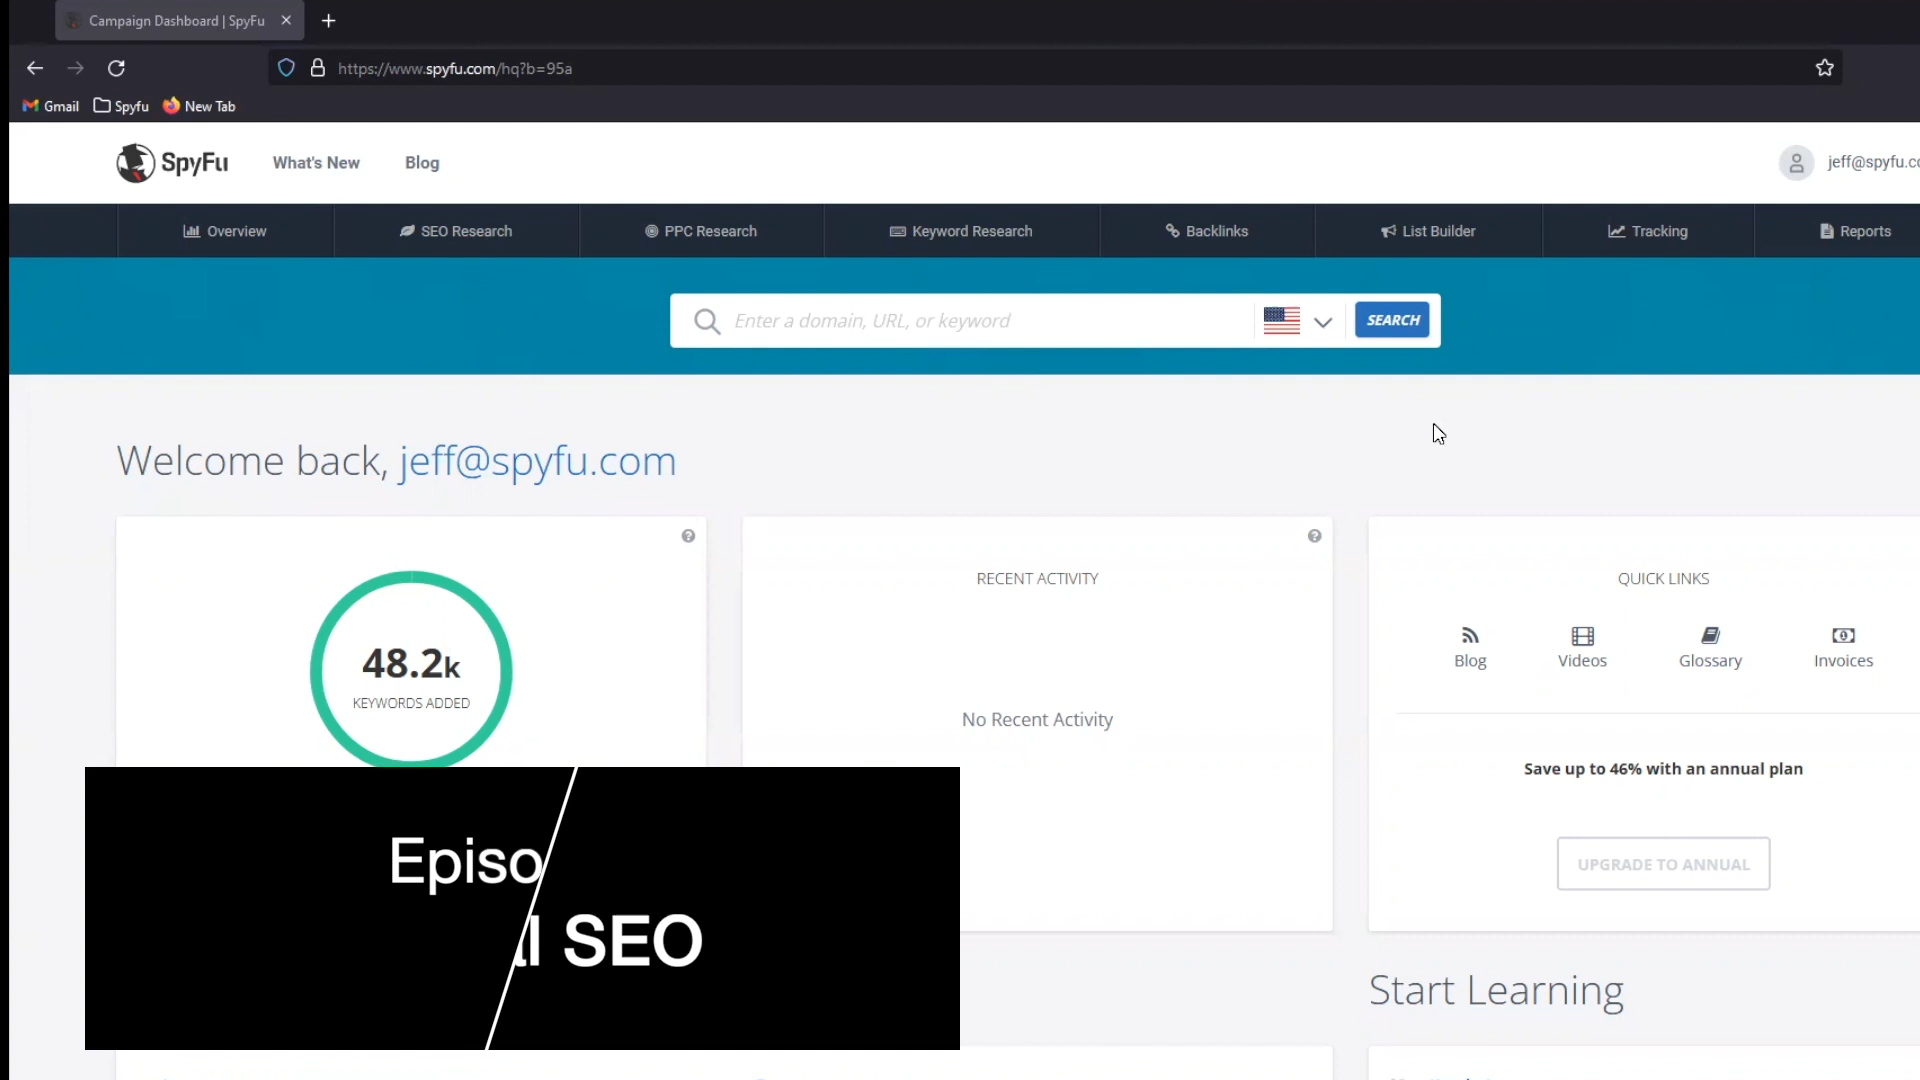 Campaign Dashboard | SpyFu
https://www.spyfu.com/hq?b=95a
Gmail Spyfu New Tab
SpyFu What's New Blog
Overview SEO Research PPC Research Keyword Research Backlinks List Builder Tracking Reports
Enter a domain, URL, or keyword SEARCH
Welcome back, jeff@spyfu.com
48.2k
KEYWORDS ADDED
RECENT ACTIVITY
No Recent Activity
QUICK LINKS
Blog Videos Glossary Invoices
Save up to 46% with an annual plan
UPGRADE TO ANNUAL
SEO
Start Learning